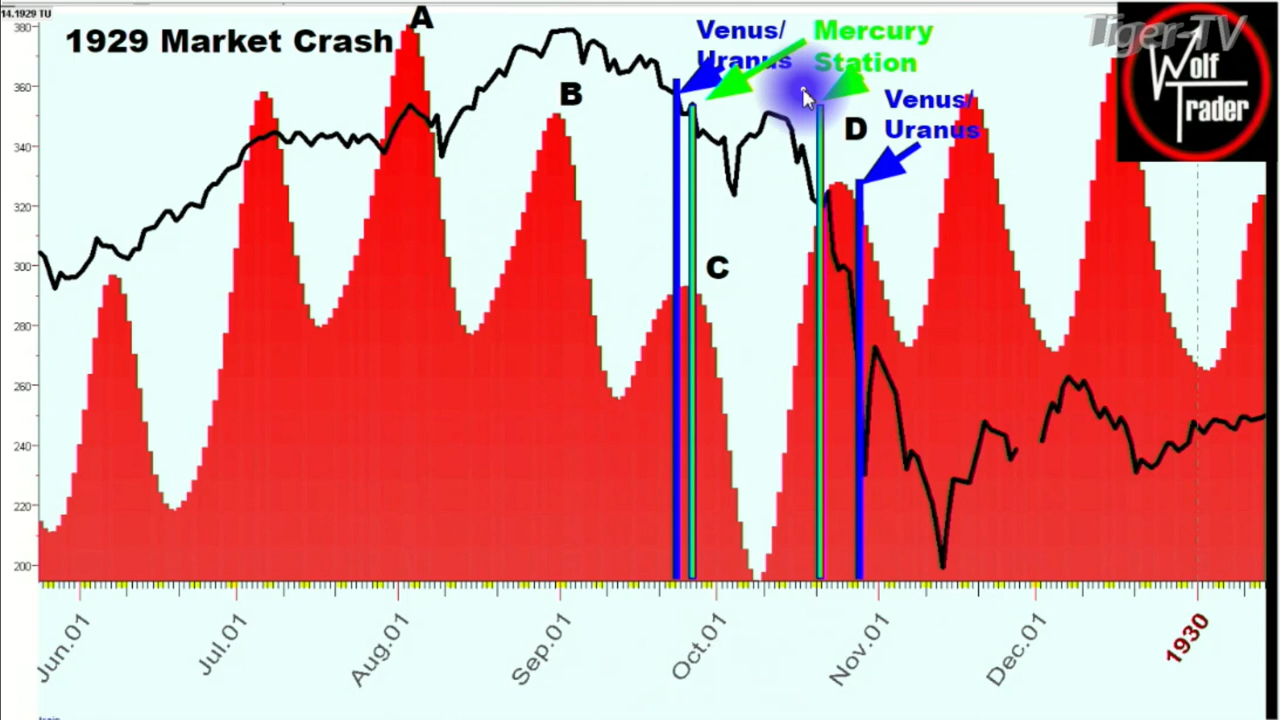 14.1929 TU
1929 Market Crash
A
B
C
D
Venus/
Uranus
Mercury
Station
Venus/
Uranus
Tiger-TV
Wolf
Trader
380
360
340
320
300
280
260
240
220
200
Jun.01
Jul.01
Aug.01
Sep.01
Oct.01
Nov.01
Dec.01
1930